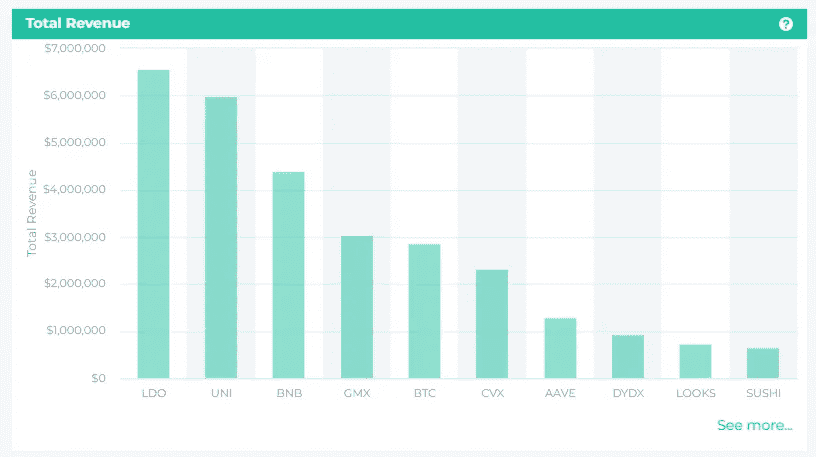 Total Revenue
?
$7,000,000
$6,000,000
$5,000,000
$4,000,000
$3,000,000
$2,000,000
$1,000,000
$0
Total Revenue
LDO UNI BNB GMX BTC CVX AAVE DYDX LOOKS SUSHI
See more...